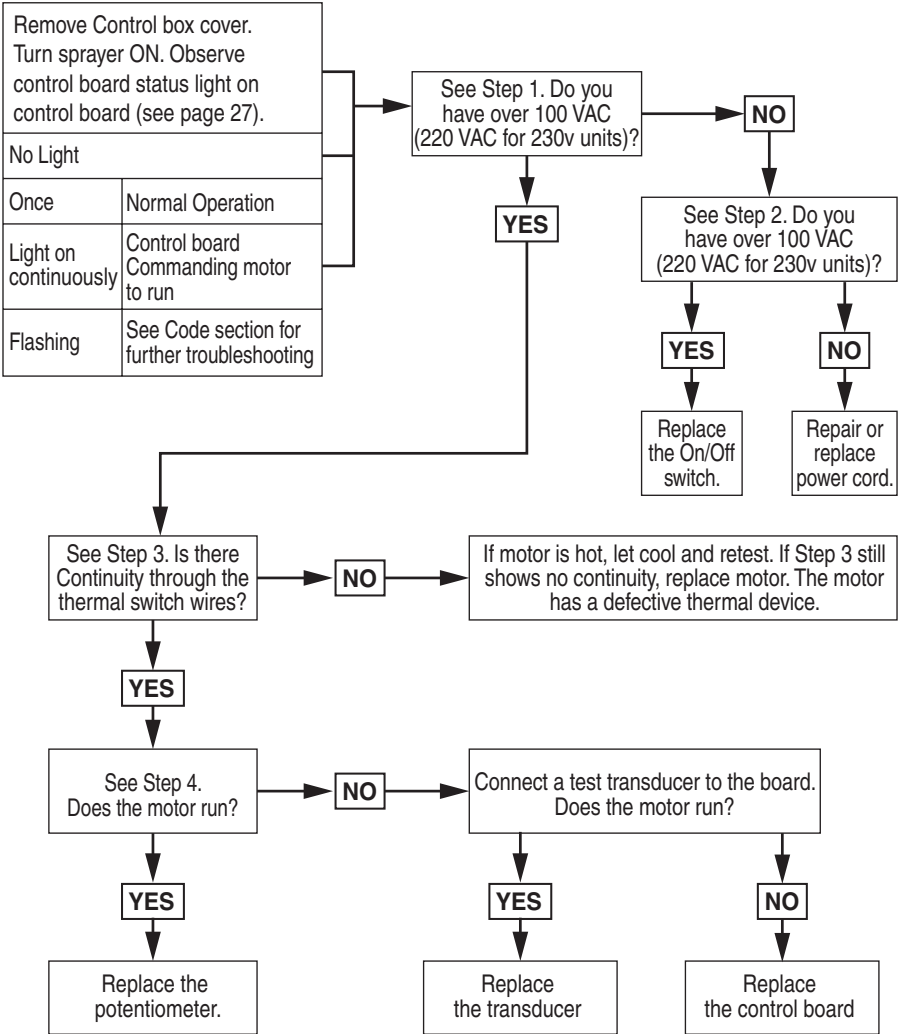 Remove Control box cover.
Turn sprayer ON. Observe
control board status light on
control board (see page 27).
No Light
Once
Normal Operation
Light on
continuously
Control board
Commanding motor
to run
Flashing
See Code section for
further troubleshooting
See Step 1. Do you
have over 100 VAC
(220 VAC for 230v units)?
NO
YES
See Step 2. Do you
have over 100 VAC
(220 VAC for 230v units)?
YES
NO
Replace
the On/Off
switch.
Repair or
replace
power cord.
See Step 3. Is there
Continuity through the
thermal switch wires?
NO
If motor is hot, let cool and retest. If Step 3 still
shows no continuity, replace motor. The motor
has a defective thermal device.
YES
See Step 4.
Does the motor run?
NO
Connect a test transducer to the board.
Does the motor run?
YES
YES
NO
Replace the
potentiometer.
Replace
the transducer
Replace
the control board